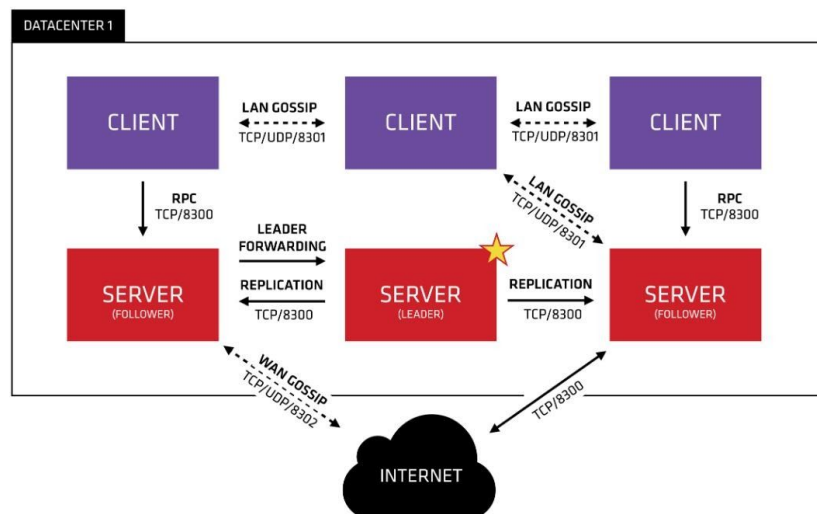 DATACENTER 1
CLIENT
LAN GOSSIP
TCP/UDP/8301
CLIENT
LAN GOSSIP
TCP/UDP/8301
CLIENT
RPC
TCP/8300
LAN GOSSIP
TCP/UDP/8301
RPC
TCP/8300
SERVER
(FOLLOWER)
LEADER
FORWARDING
REPLICATION
TCP/8300
SERVER
(LEADER)
REPLICATION
TCP/8300
SERVER
(FOLLOWER)
WAN GOSSIP
TCP/UDP/8302
TCP/8300
INTERNET